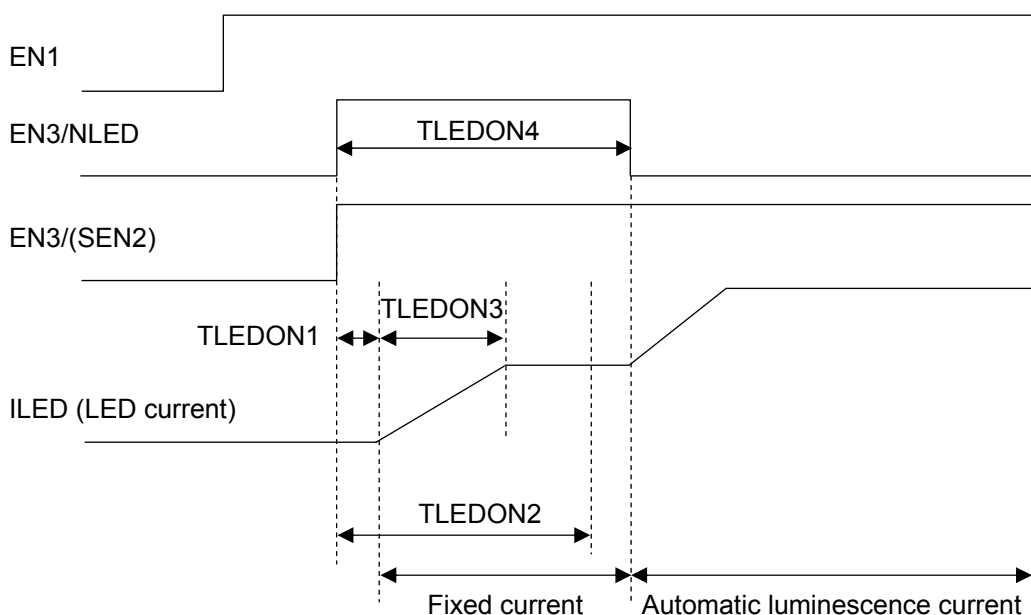 EN1
EN3/NLED
TLEDON4
EN3/(SEN2)
TLEDON3
TLEDON1
ILED (LED current)
TLEDON2
Fixed current
Automatic luminescence current